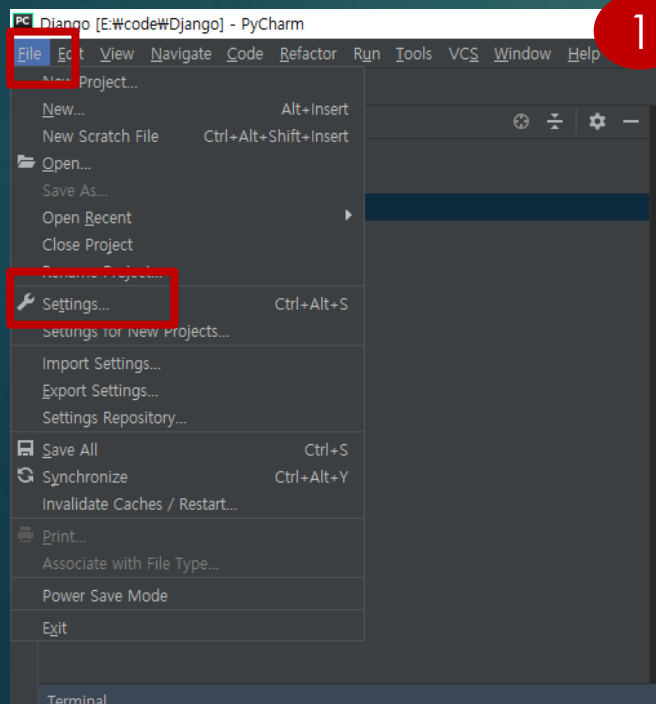 PC Django [E:₩code₩Django] - PyCharm
1
File Edit View Navigate Code Refactor Run Tools VCS Window Help
New Project...
New... Alt+Insert
New Scratch File Ctrl+Alt+Shift+Insert
Open...
Save As...
Open Recent
Close Project
Rename Project...
Settings... Ctrl+Alt+S
Settings for New Projects...
Import Settings...
Export Settings...
Settings Repository...
Save All Ctrl+S
Synchronize Ctrl+Alt+Y
Invalidate Caches / Restart...
Print...
Associate with File Type...
Power Save Mode
Exit
Terminal